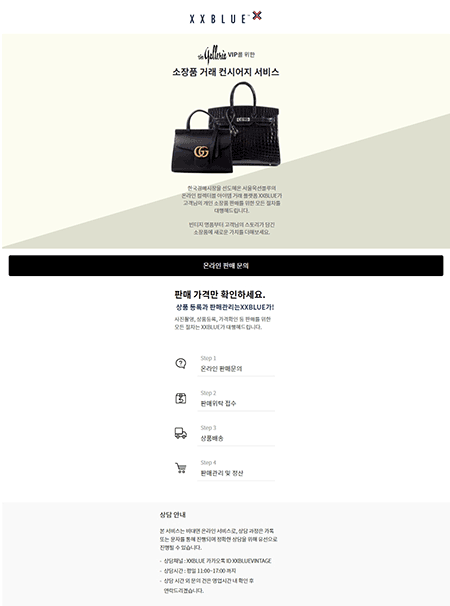 XXBLUE
the Galleria VIP를 위한
소장품 거래 컨시어지 서비스
한국경매시장을 선도해온 서울옥션블루의
온라인 컬렉터블 아이템 거래 플랫폼 XXBLUE가
고객님의 개인 소장품 판매를 위한 모든 절차를
대행해드립니다.
빈티지 명품부터 고객님의 스토리가 담긴
소장품에 새로운 가치를 더해보세요.
온라인 판매 문의
판매 가격만 확인하세요.
상품 등록과 판매관리는XXBLUE가!
사진촬영, 상품등록, 가격확인 등 판매를 위한
모든 절차는 XXBLUE가 대행해드립니다.
Step 1
온라인 판매문의
Step 2
판매위탁 접수
Step 3
상품배송
Step 4
판매관리 및 정산
상담 안내
본 서비스는 비대면 온라인 서비스로, 상담 과정은 카톡
또는 문자를 통해 진행되며 정확한 상담을 위해 유선으로
진행될 수 있습니다.
- 상담채널 : XXBLUE 카카오톡 ID XXBLUEVINTAGE
- 상담시간 : 평일 11:00~17:00 까지
- 상담 시간 외 문의 건은 영업시간 내 확인 후
연락드리겠습니다.